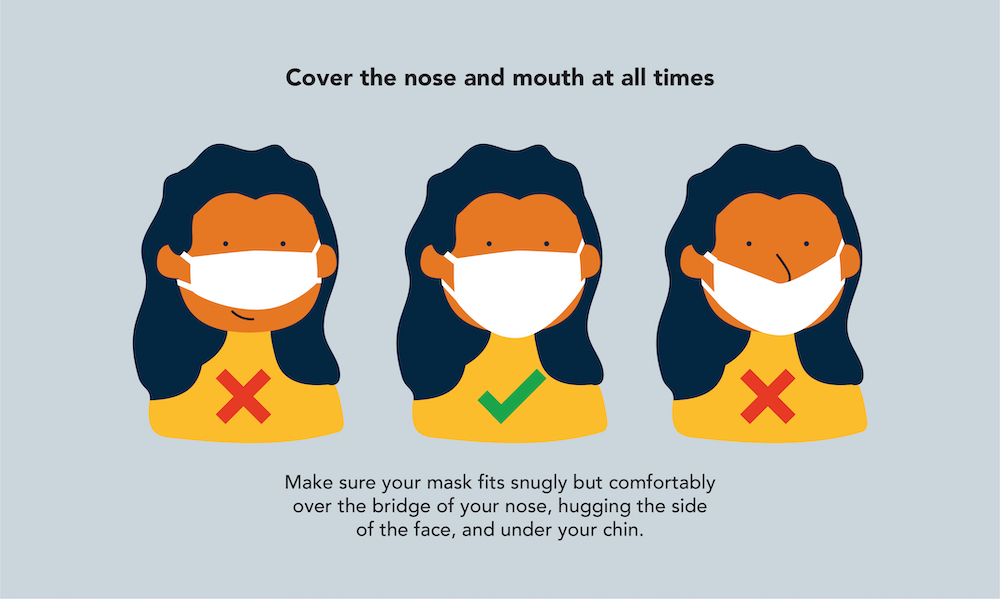 Cover the nose and mouth at all times
Make sure your mask fits snugly but comfortably
over the bridge of your nose, hugging the side
of the face, and under your chin.